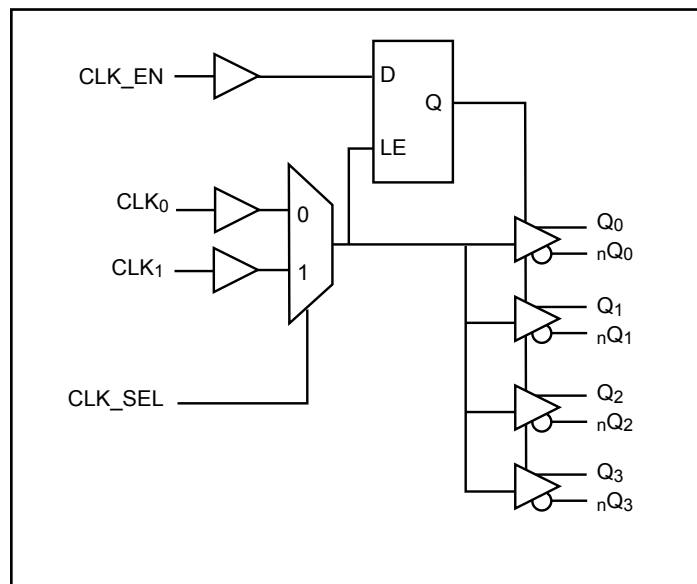 CLK_EN
D
Q
LE
CLK0
0
CLK1
1
CLK_SEL
Q0
nQ0
Q1
nQ1
Q2
nQ2
Q3
nQ3